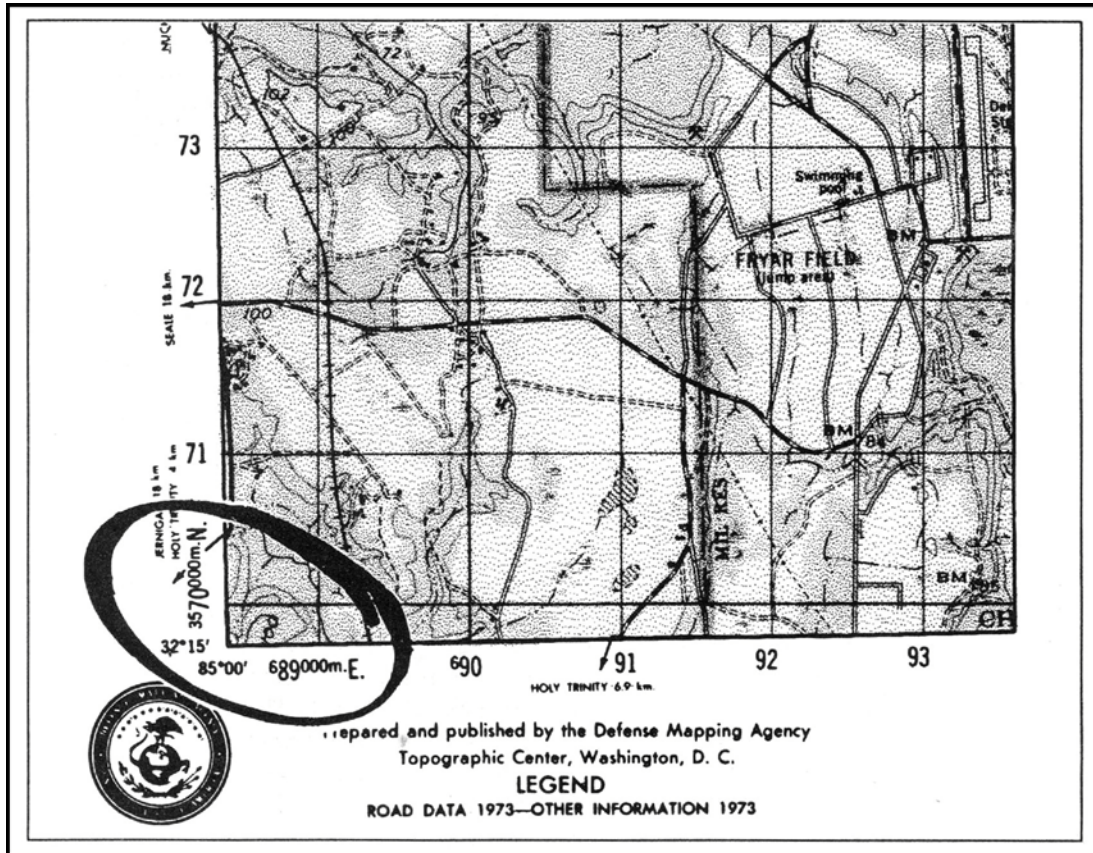 72
102
73
95
Swimming
pool
BM
FRYAR FIELD
(Jump area)
72
SEALE 18 km.
100
BM
84
71
MIL RES
HOLY TRINITY 4 km
BM
3570000m.N.
32°15'
85°00' 689000m.E. 690 91 92 93
HOLY TRINITY 6.9 km.
Prepared and published by the Defense Mapping Agency
Topographic Center, Washington, D. C.
LEGEND
ROAD DATA 1973—OTHER INFORMATION 1973